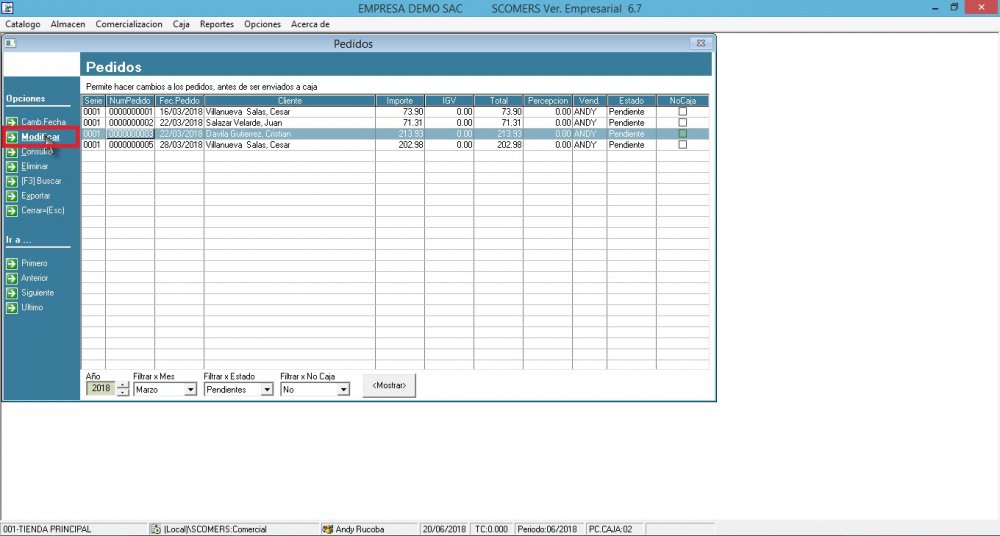 EMPRESA DEMO SAC SCOMERS Ver. Empresarial 6.7
Catalogo Almacen Comercializacion Caja Reportes Opciones Acerca de
Pedidos
Pedidos
Permite hacer cambios a los pedidos, antes de ser enviados a caja
Opciones
Camb.Fecha
Modificar
Consultar
Eliminar
[F3] Buscar
Exportar
Cerrar=[Esc]
Ir a ...
Primero
Anterior
Siguiente
Ultimo
Serie NumPedido Fec.Pedido Cliente Importe IGV Total Percepcion Vend. Estado NoCaja
0001 0000000001 16/03/2018 Villanueva Salas, Cesar 73.90 0.00 73.90 0.00 ANDY Pendiente
0001 0000000002 22/03/2018 Salazar Velarde, Juan 71.31 0.00 71.31 0.00 ANDY Pendiente
0001 0000000003 22/03/2018 Davila Gutierrez, Cristian 213.93 0.00 213.93 0.00 ANDY Pendiente
0001 0000000005 28/03/2018 Villanueva Salas, Cesar 202.98 0.00 202.98 0.00 ANDY Pendiente
Año Filtrar x Mes Filtrar x Estado Filtrar x No Caja
2018 Marzo Pendientes No <Mostrar>
001-TIENDA PRINCIPAL (Local)\SCOMERS:Comercial Andy Rucoba 20/06/2018 TC:0.000 Periodo:06/2018 PC.CAJA:02